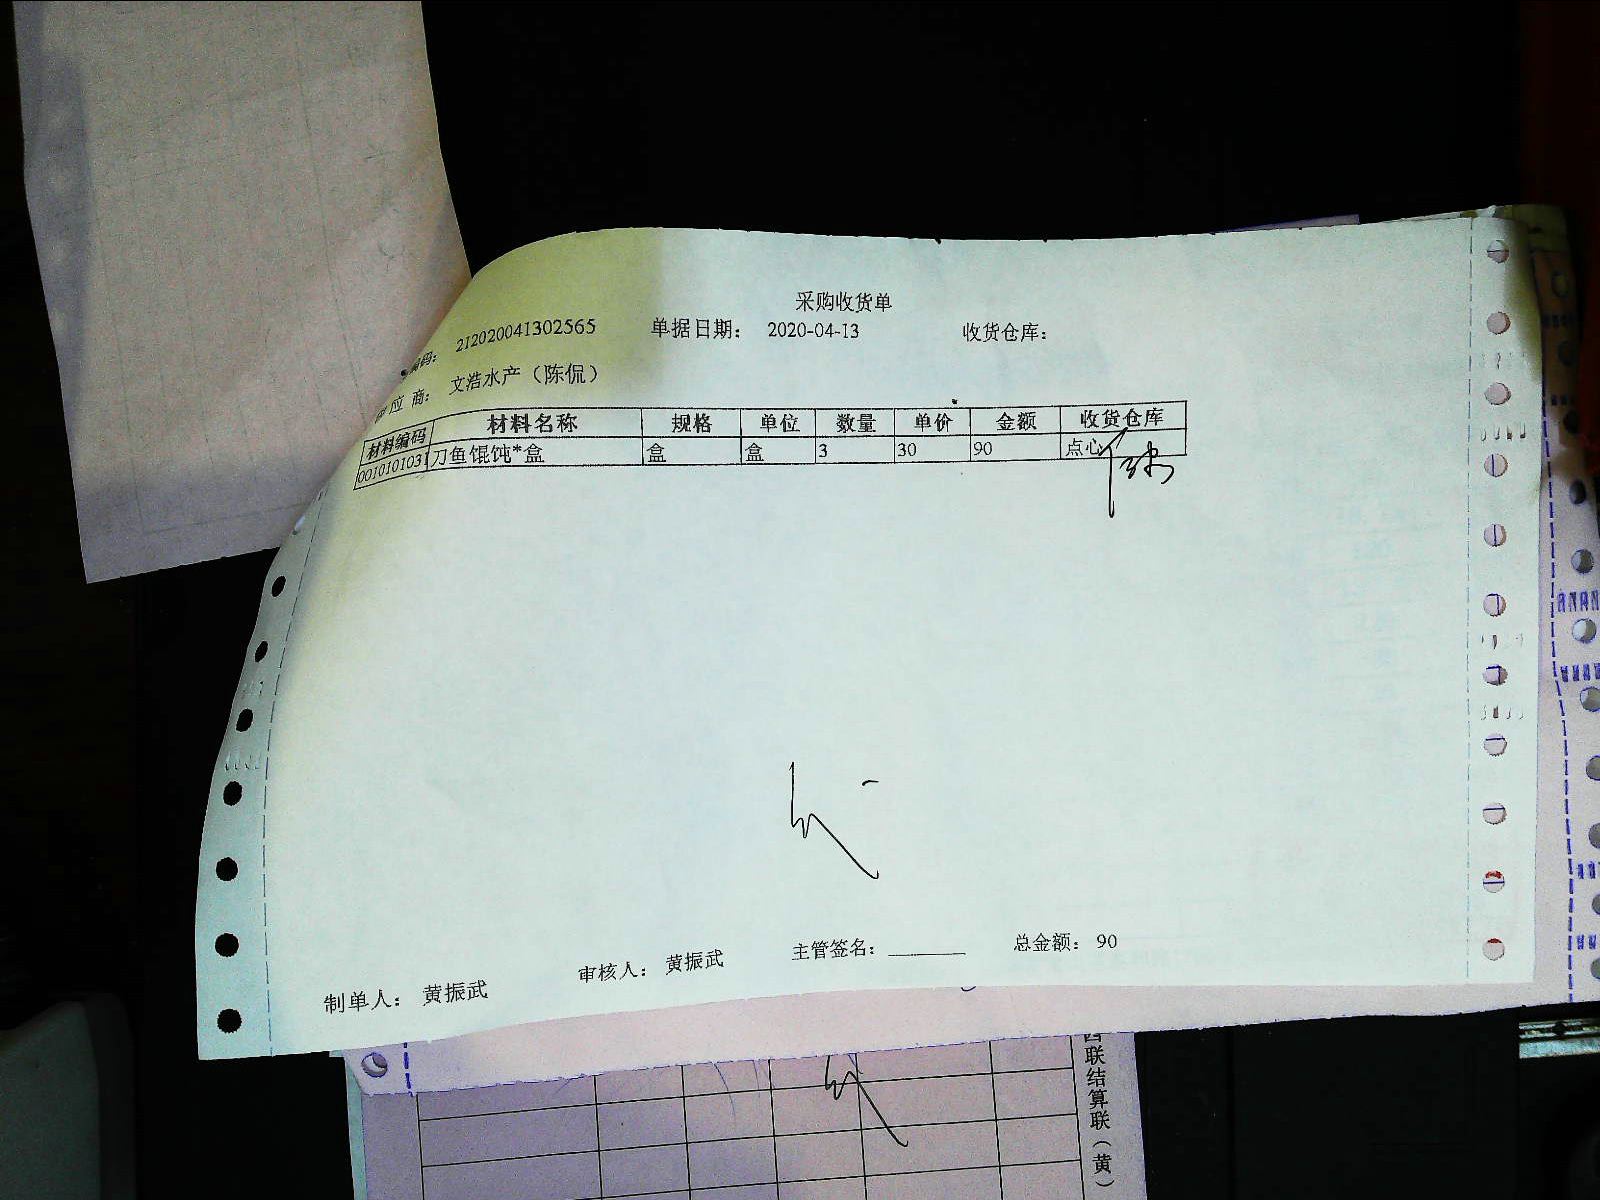 采购收货单
编码: 212020041302565 单据日期: 2020-04-13 收货仓库:
供应商: 文浩水产（陈侃）
材料编码 材料名称 规格 单位 数量 单价 金额 收货仓库
0010101031 刀鱼馄饨*盒 盒 盒 3 30 90 点心
制单人: 黄振武 审核人: 黄振武 主管签名: 总金额: 90
四联结算联（黄）